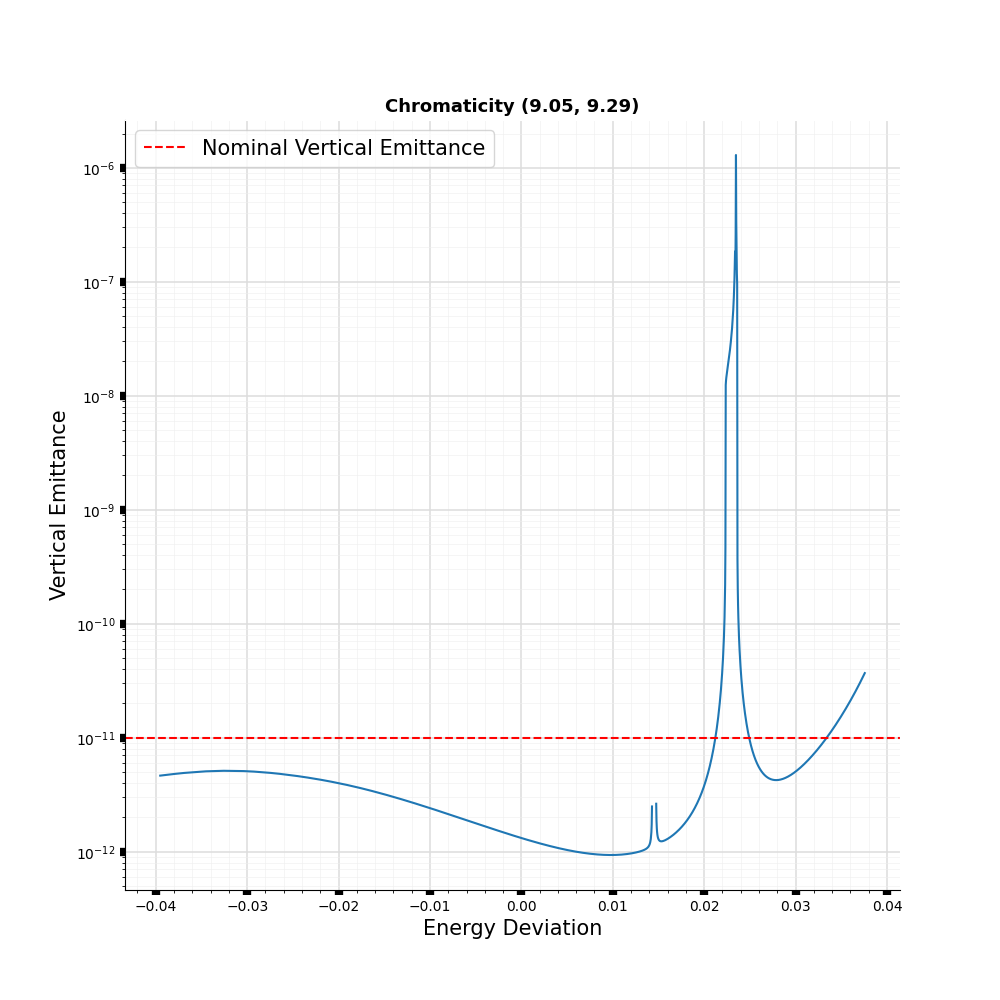 Chromaticity (9.05, 9.29)
Nominal Vertical Emittance
10⁻⁶
10⁻⁷
10⁻⁸
10⁻⁹
10⁻¹⁰
10⁻¹¹
10⁻¹²
Vertical Emittance
−0.04 −0.03 −0.02 −0.01 0.00 0.01 0.02 0.03 0.04
Energy Deviation